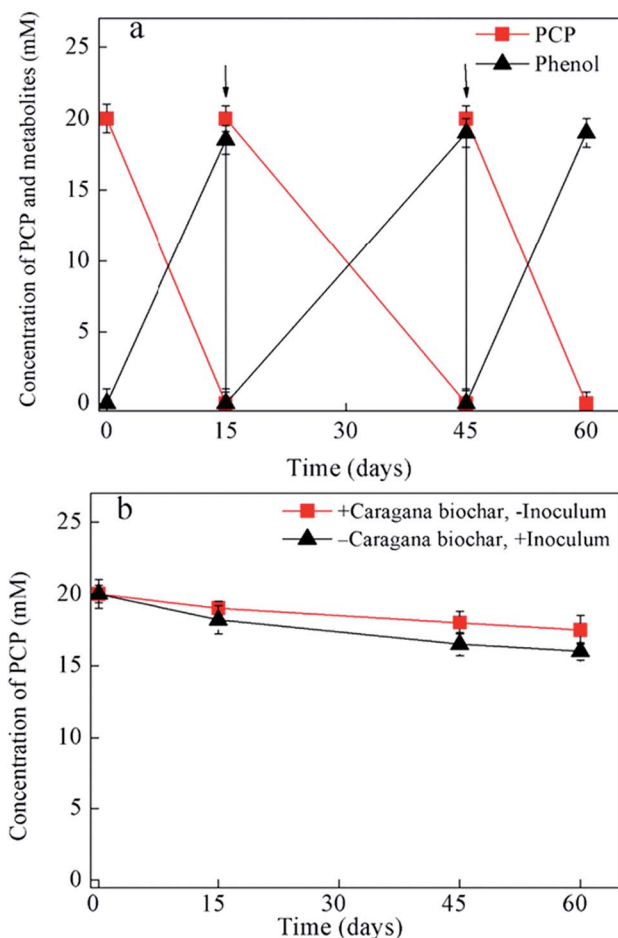 a
PCP
Phenol
Concentration of PCP and metabolites (mM)
25
20
15
10
5
0
0 15 30 45 60
Time (days)
b
+Caragana biochar, -Inoculum
–Caragana biochar, +Inoculum
Concentration of PCP (mM)
25
20
15
10
5
0
0 15 30 45 60
Time (days)